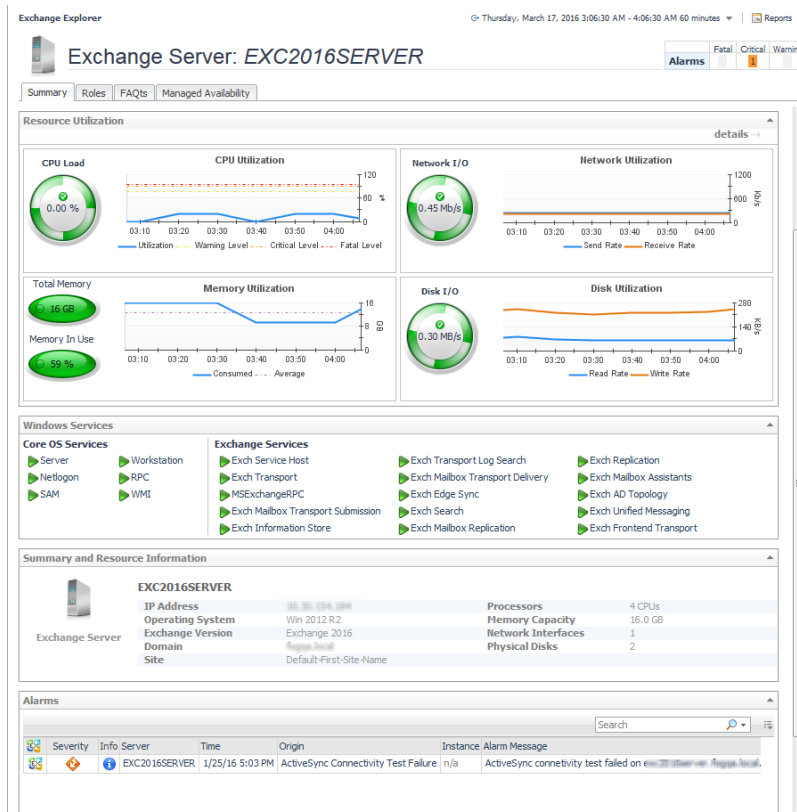 Exchange Explorer
Thursday, March 17, 2016 3:06:30 AM - 4:06:30 AM 60 minutes
Reports
Exchange Server: EXC2016SERVER
Fatal Critical Warnin
Alarms 1
Summary Roles FAQts Managed Availability
Resource Utilization
details
CPU Load
0.00 %
CPU Utilization
120
60
0
%
03:10 03:20 03:30 03:40 03:50 04:00
Utilization Warning Level Critical Level Fatal Level
Network I/O
0.45 Mb/s
Network Utilization
1200
600
0
Kb/s
03:10 03:20 03:30 03:40 03:50 04:00
Send Rate Receive Rate
Total Memory
16 GB
Memory In Use
59 %
Memory Utilization
16
8
0
GB
03:10 03:20 03:30 03:40 03:50 04:00
Consumed Average
Disk I/O
0.30 MB/s
Disk Utilization
280
140
0
KB/s
03:10 03:20 03:30 03:40 03:50 04:00
Read Rate Write Rate
Windows Services
Core OS Services
Server Workstation
Netlogon RPC
SAM WMI
Exchange Services
Exch Service Host Exch Transport Log Search Exch Replication
Exch Transport Exch Mailbox Transport Delivery Exch Mailbox Assistants
MSExchangeRPC Exch Edge Sync Exch AD Topology
Exch Mailbox Transport Submission Exch Search Exch Unified Messaging
Exch Information Store Exch Mailbox Replication Exch Frontend Transport
Summary and Resource Information
Exchange Server
EXC2016SERVER
IP Address Processors 4 CPUs
Operating System Win 2012 R2 Memory Capacity 16.0 GB
Exchange Version Exchange 2016 Network Interfaces 1
Domain Physical Disks 2
Site Default-First-Site-Name
Alarms
Search
Severity Info Server Time Origin Instance Alarm Message
EXC2016SERVER 1/25/16 5:03 PM ActiveSync Connectivity Test Failure n/a ActiveSync connetivity test failed on